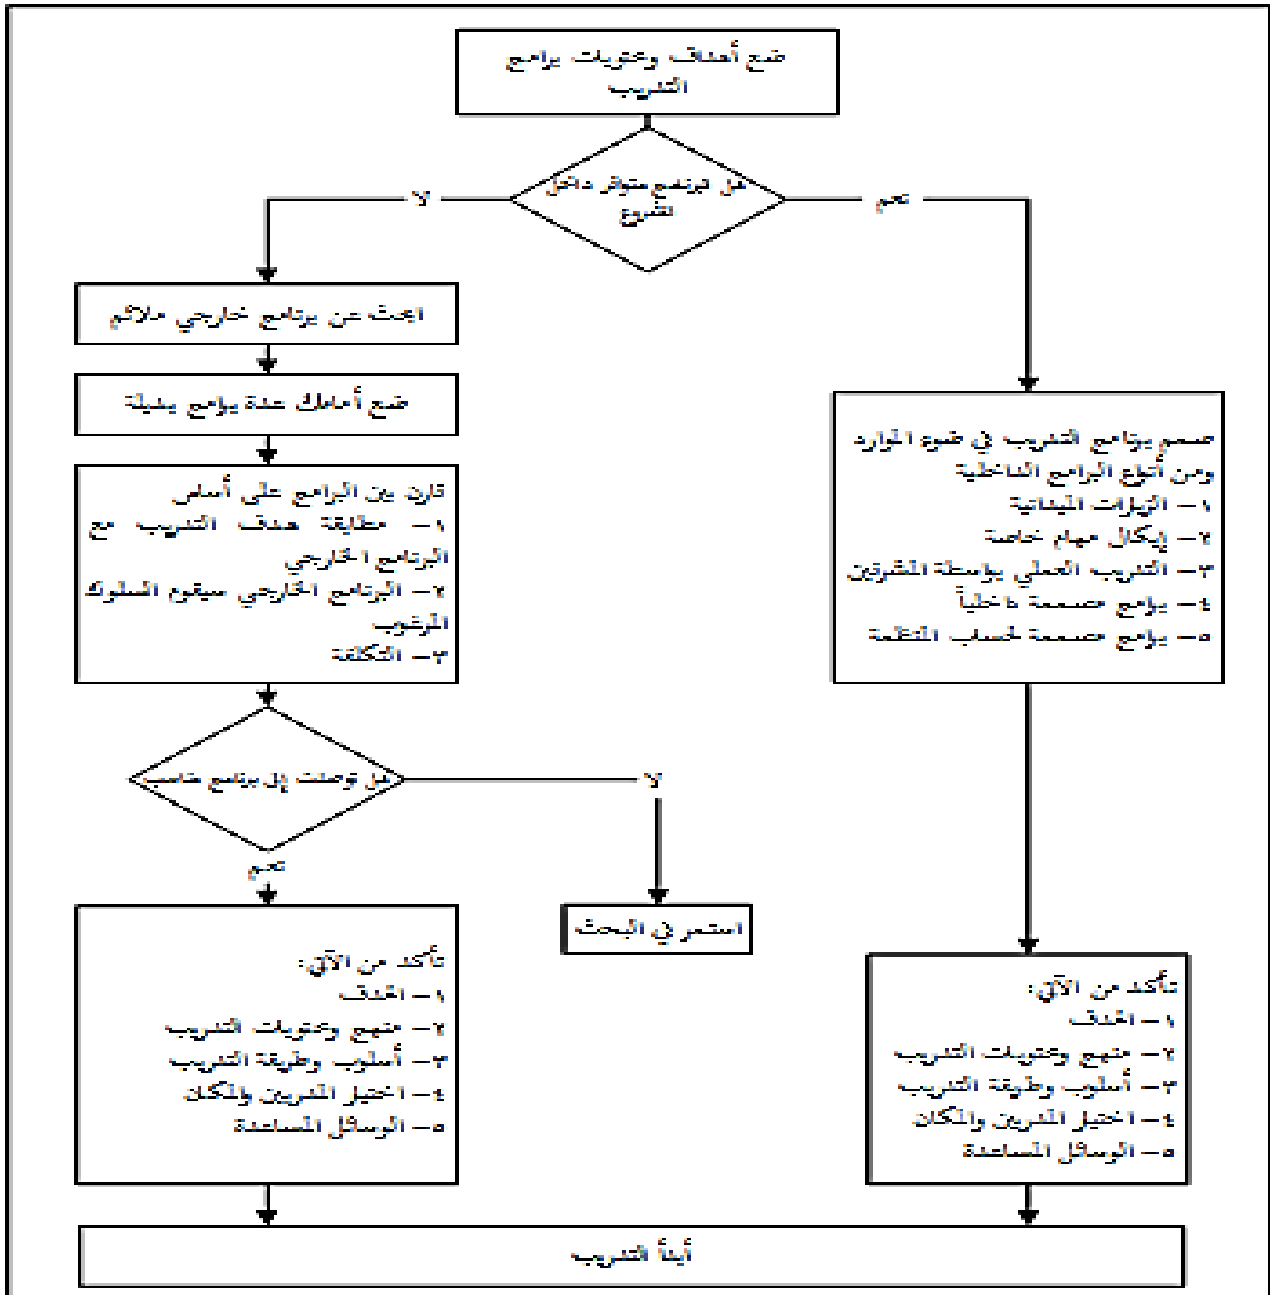 ضع أهداف ومحتويات برامج
التدريب
هل البرنامج متوافر داخل
المشروع
نعم
لا
ابحث عن برنامج خارجي ملائم
ضع أمامك عدة برامج بديلة
قارن بين البرامج على أساس
١– مطابقة هدف التدريب مع
البرنامج الخارجي
٢– البرنامج الخارجي سيقوم السلوك
المرغوب
٣– التكلفة
صمم برنامج التدريب في ضوء الموارد
ومن أنواع البرامج الداخلية
١– الزيارات الميدانية
٢– إيكال مهام خاصة
٣– التدريب العملي بواسطة المشرفين
٤– برامج مصممة داخلياً
٥– برامج مصممة لحساب المنظمة
هل توصلت إلى برنامج مناسب
لا
نعم
استمر في البحث
تأكد من الآتي:
١– الهدف
٢– منهج ومحتويات التدريب
٣– أسلوب وطريقة التدريب
٤– اختيار المدربين والمكان
٥– الوسائل المساعدة
تأكد من الآتي:
١– الهدف
٢– منهج ومحتويات التدريب
٣– أسلوب وطريقة التدريب
٤– اختيار المدربين والمكان
٥– الوسائل المساعدة
أبدأ التدريب